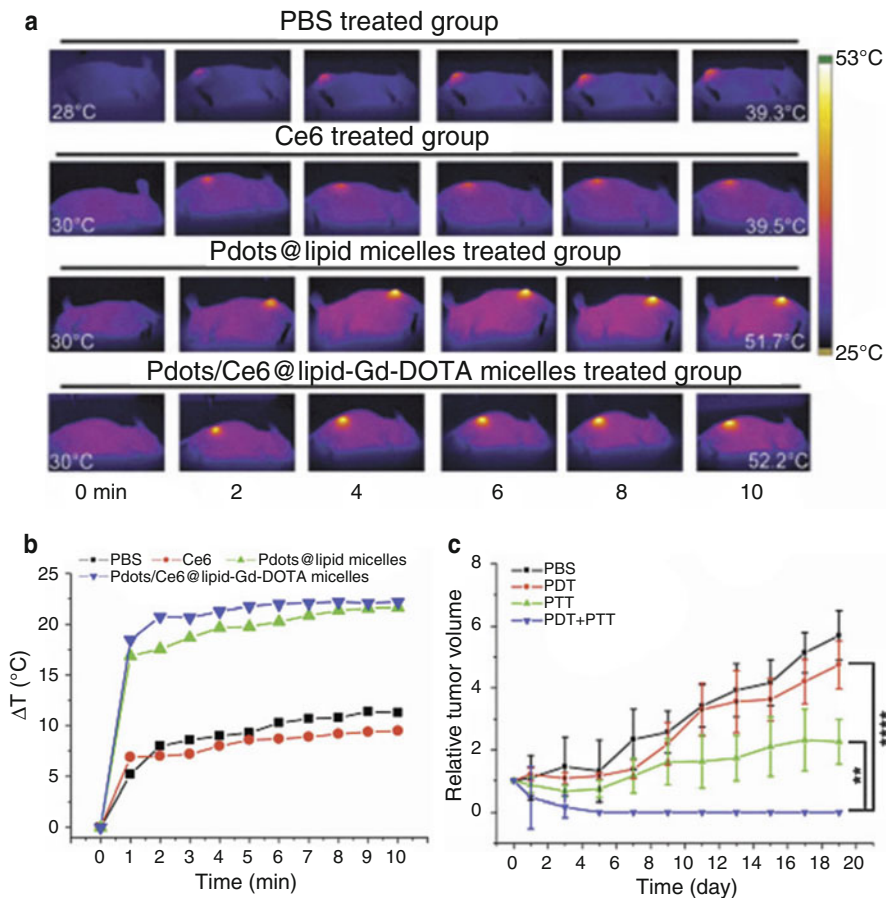 a
PBS treated group
53°C
28°C
39.3°C
Ce6 treated group
30°C
39.5°C
Pdots@lipid micelles treated group
30°C
51.7°C
25°C
Pdots/Ce6@lipid-Gd-DOTA micelles treated group
30°C
52.2°C
0 min 2 4 6 8 10
b
PBS Ce6 Pdots@lipid micelles
Pdots/Ce6@lipid-Gd-DOTA micelles
25
20
15
10
5
0
ΔT (°C)
0 1 2 3 4 5 6 7 8 9 10
Time (min)
c
PBS
PDT
PTT
PDT+PTT
8
6
4
2
0
Relative tumor volume
****
**
0 2 4 6 8 10 12 14 16 18 20
Time (day)